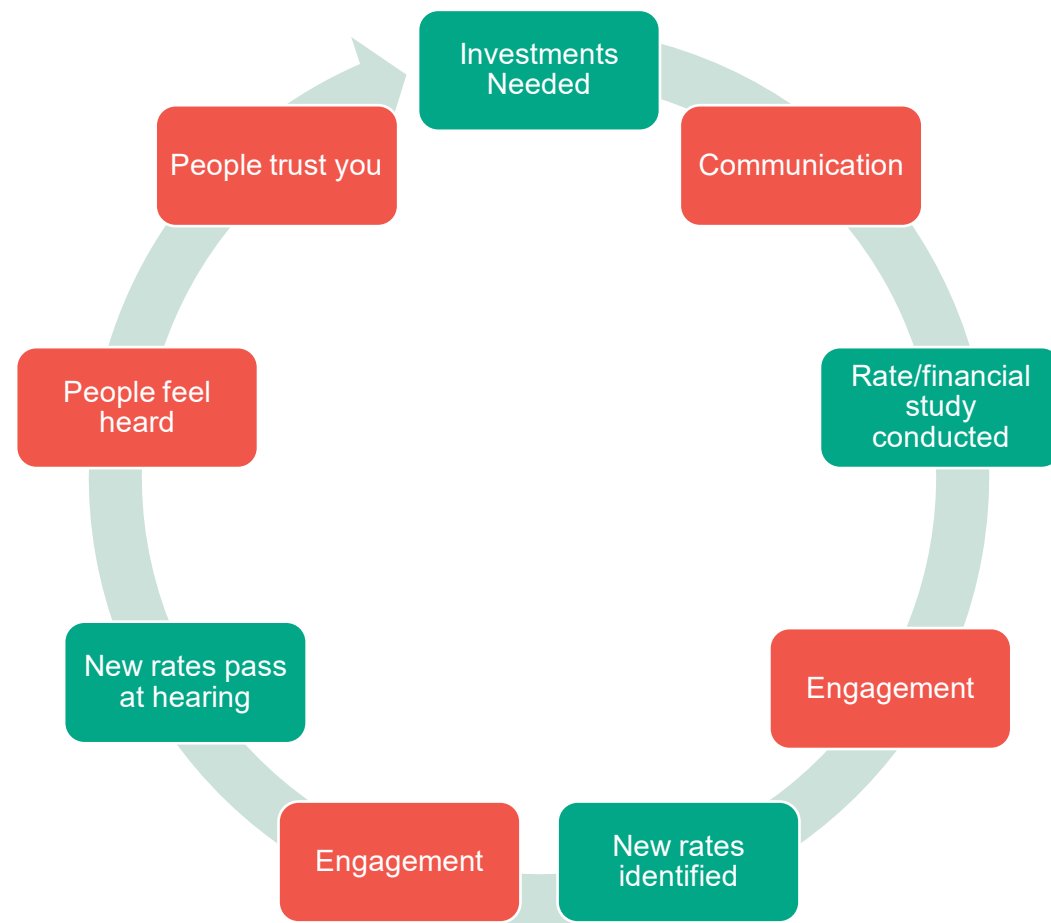 Investments
Needed
Communication
Rate/financial
study
conducted
Engagement
New rates
identified
Engagement
New rates pass
at hearing
People feel
heard
People trust you